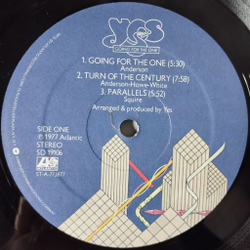 Yes
GOING FOR THE ONE
1. GOING FOR THE ONE (5:30)
Anderson
2. TURN OF THE CENTURY (7:58)
Anderson-Howe-White
3. PARALLELS (5:52)
Squire
Arranged & produced by Yes
SIDE ONE
℗ 1977 Atlantic
STEREO
SD 19106
ST-A-773877